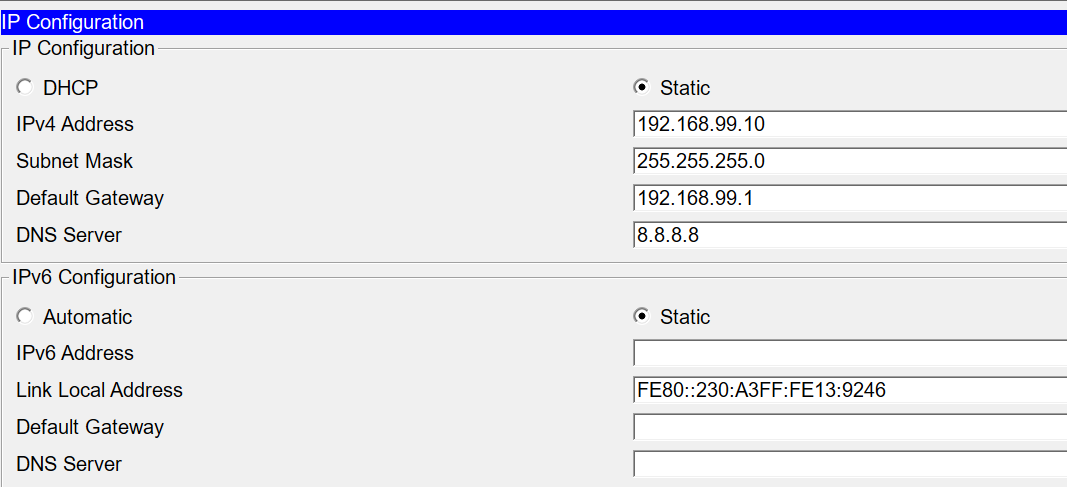 IP Configuration
IP Configuration
DHCP Static
IPv4 Address 192.168.99.10
Subnet Mask 255.255.255.0
Default Gateway 192.168.99.1
DNS Server 8.8.8.8
IPv6 Configuration
Automatic Static
IPv6 Address
Link Local Address FE80::230:A3FF:FE13:9246
Default Gateway
DNS Server